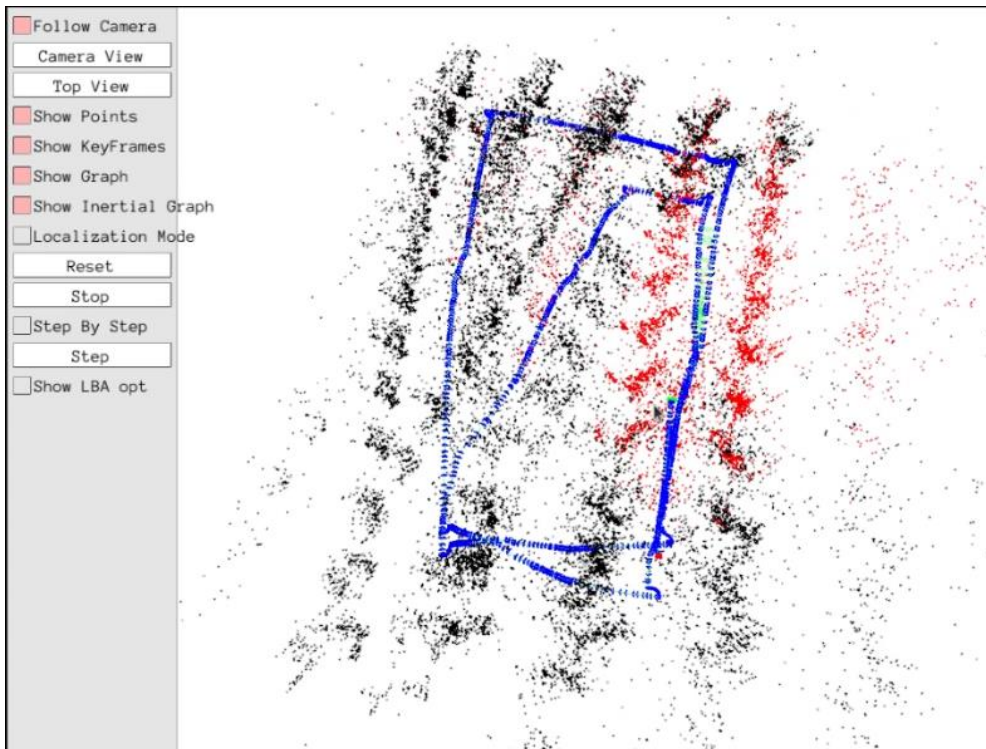 Follow Camera
Camera View
Top View
Show Points
Show KeyFrames
Show Graph
Show Inertial Graph
Localization Mode
Reset
Stop
Step By Step
Step
Show LBA opt